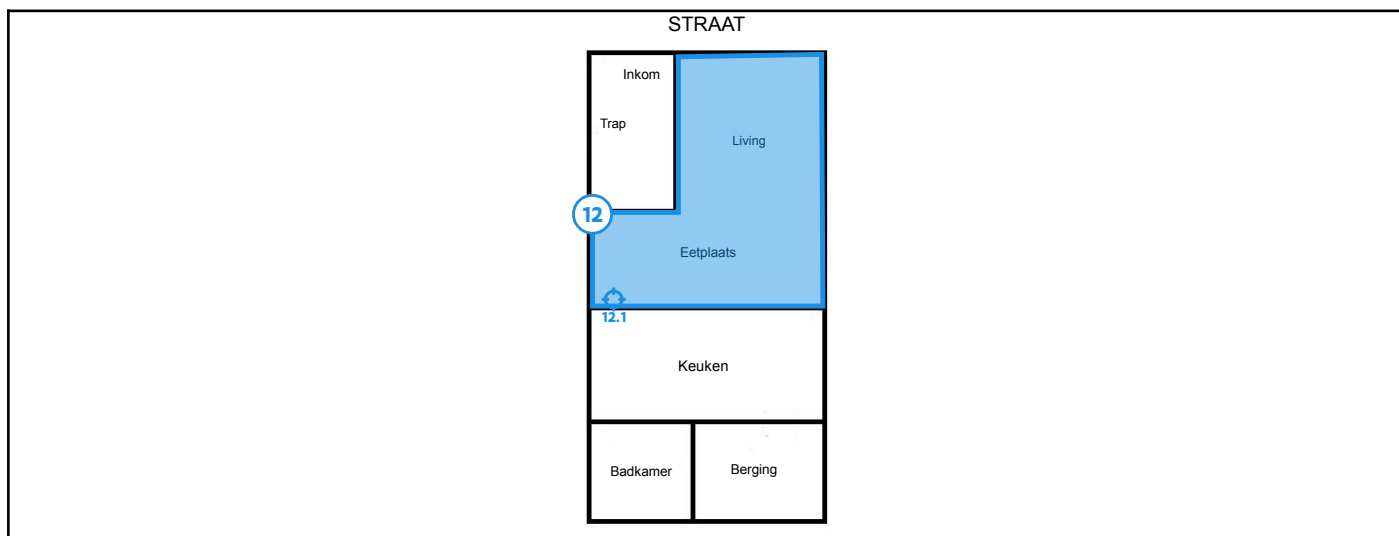 STRAAT
Inkom
Trap
Living
12
Eetplaats
12.1
Keuken
Badkamer
Berging